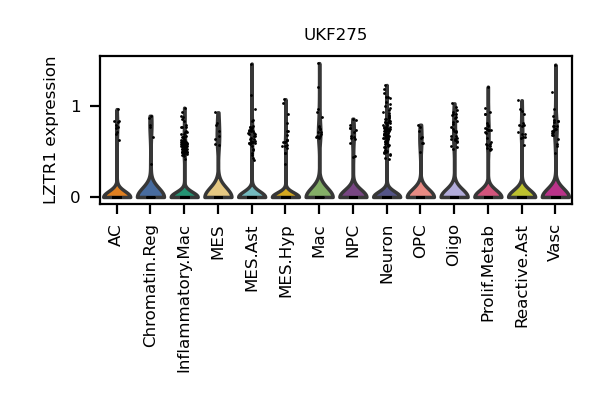 UKF275
LZTR1 expression
1
0
AC
Chromatin.Reg
Inflammatory.Mac
MES
MES.Ast
MES.Hyp
Mac
NPC
Neuron
OPC
Oligo
Prolif.Metab
Reactive.Ast
Vasc